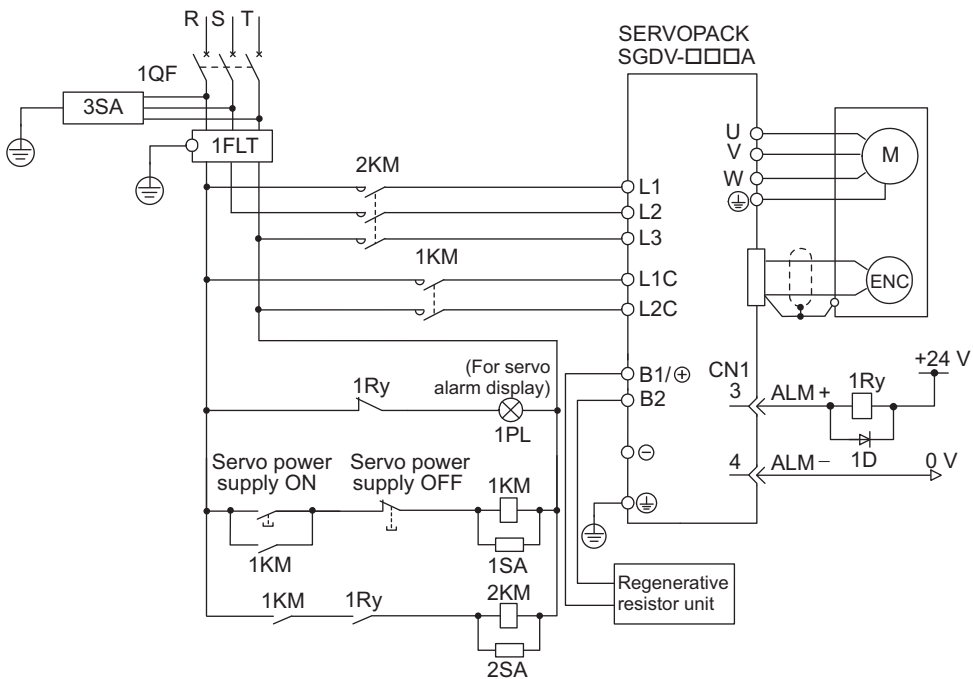 R S T
SERVOPACK
SGDV-□□□A
1QF
3SA
1FLT
2KM
U
V
W
M
L1
L2
L3
1KM
L1C
L2C
ENC
(For servo
alarm display)
1Ry
1PL
B1/⊕
B2
CN1
3
ALM +
1Ry
+24 V
1D
⊖
4
ALM −
0 V
Servo power
supply ON
Servo power
supply OFF
1KM
1KM
1SA
1KM
1Ry
2KM
2SA
Regenerative
resistor unit